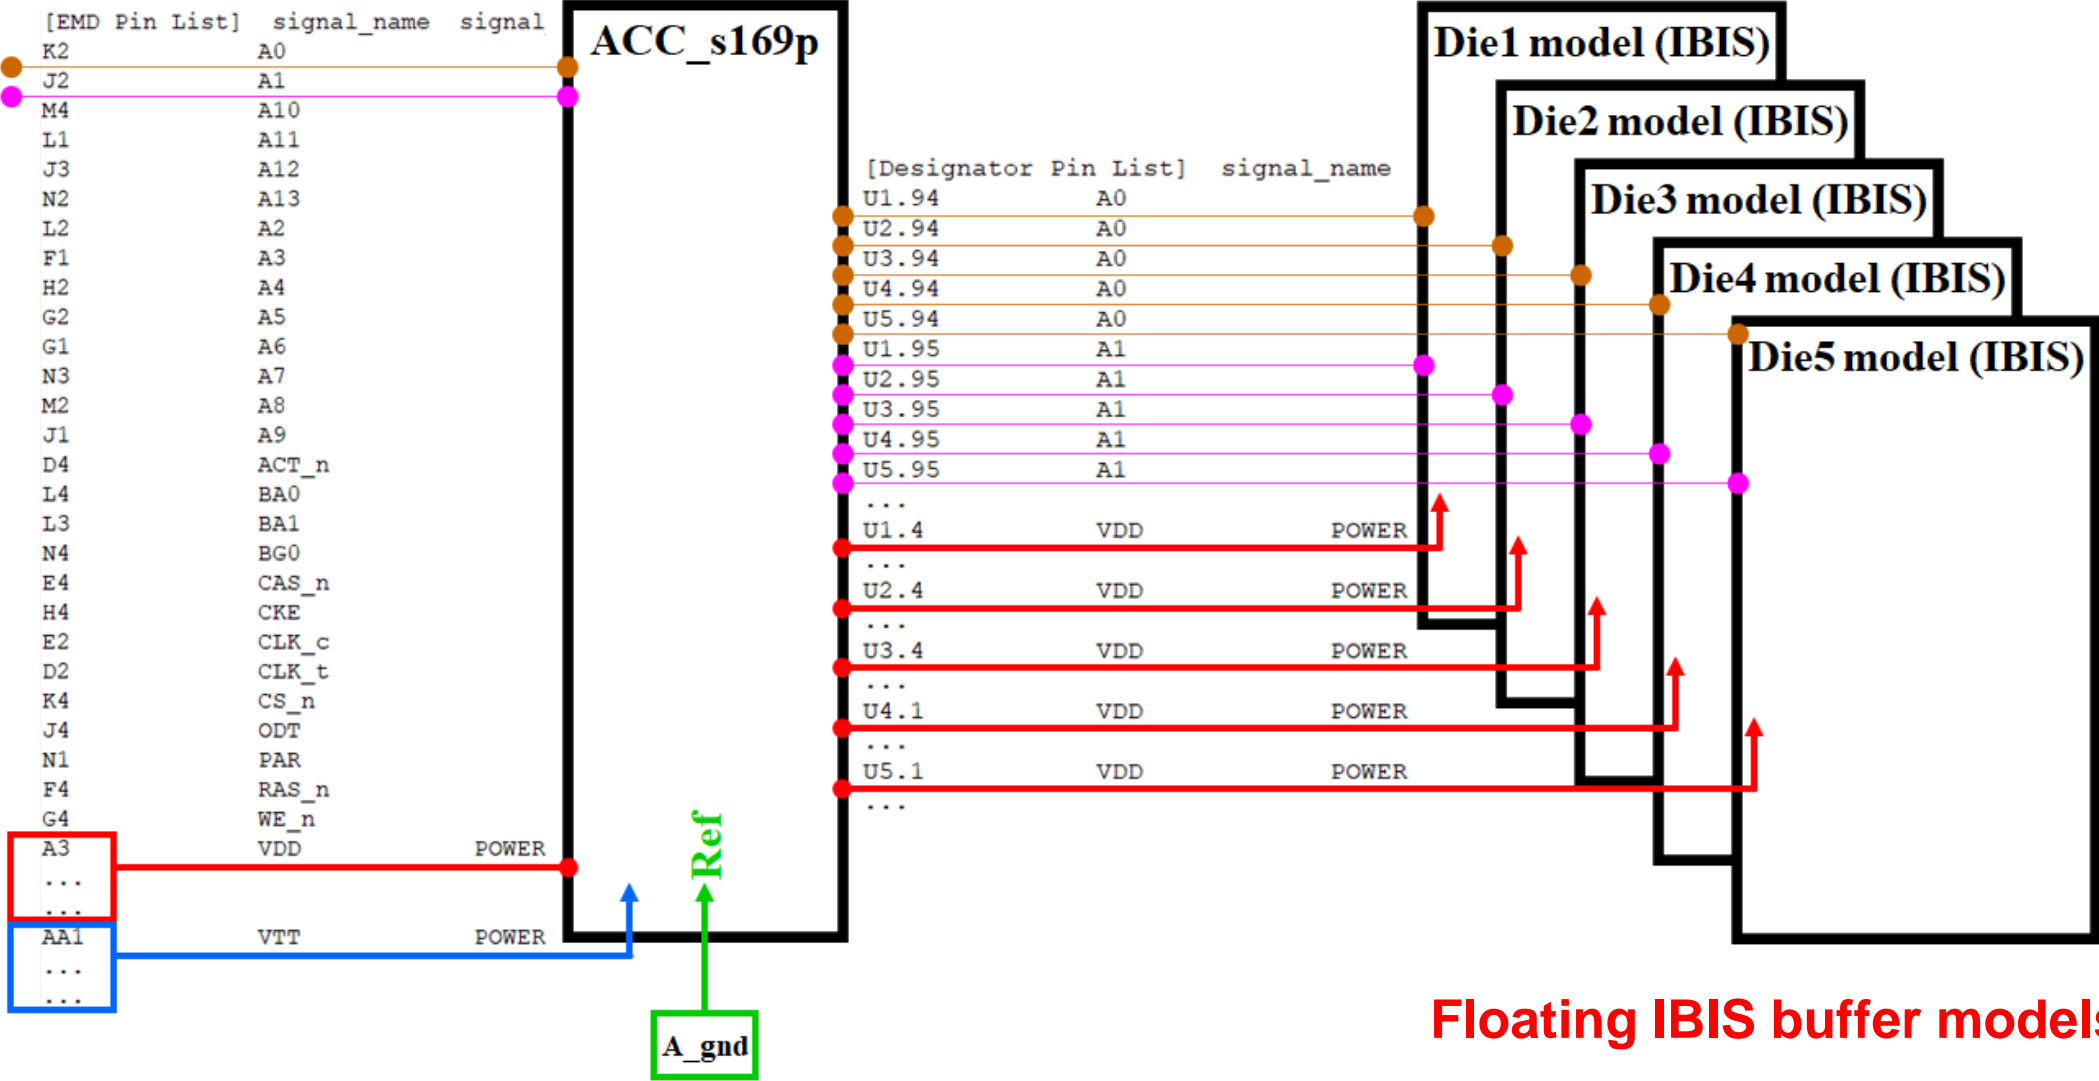 [EMD Pin List] signal_name signal
K2 A0
J2 A1
M4 A10
L1 A11
J3 A12
N2 A13
L2 A2
F1 A3
H2 A4
G2 A5
G1 A6
N3 A7
M2 A8
J1 A9
D4 ACT_n
L4 BA0
L3 BA1
N4 BG0
E4 CAS_n
H4 CKE
E2 CLK_c
D2 CLK_t
K4 CS_n
J4 ODT
N1 PAR
F4 RAS_n
G4 WE_n
A3 VDD POWER
...
...
AA1 VTT POWER
...
...
ACC_s169p
Ref
A_gnd
[Designator Pin List] signal_name
U1.94 A0
U2.94 A0
U3.94 A0
U4.94 A0
U5.94 A0
U1.95 A1
U2.95 A1
U3.95 A1
U4.95 A1
U5.95 A1
...
U1.4 VDD POWER
...
U2.4 VDD POWER
...
U3.4 VDD POWER
...
U4.1 VDD POWER
...
U5.1 VDD POWER
...
Die1 model (IBIS)
Die2 model (IBIS)
Die3 model (IBIS)
Die4 model (IBIS)
Die5 model (IBIS)
Floating IBIS buffer models